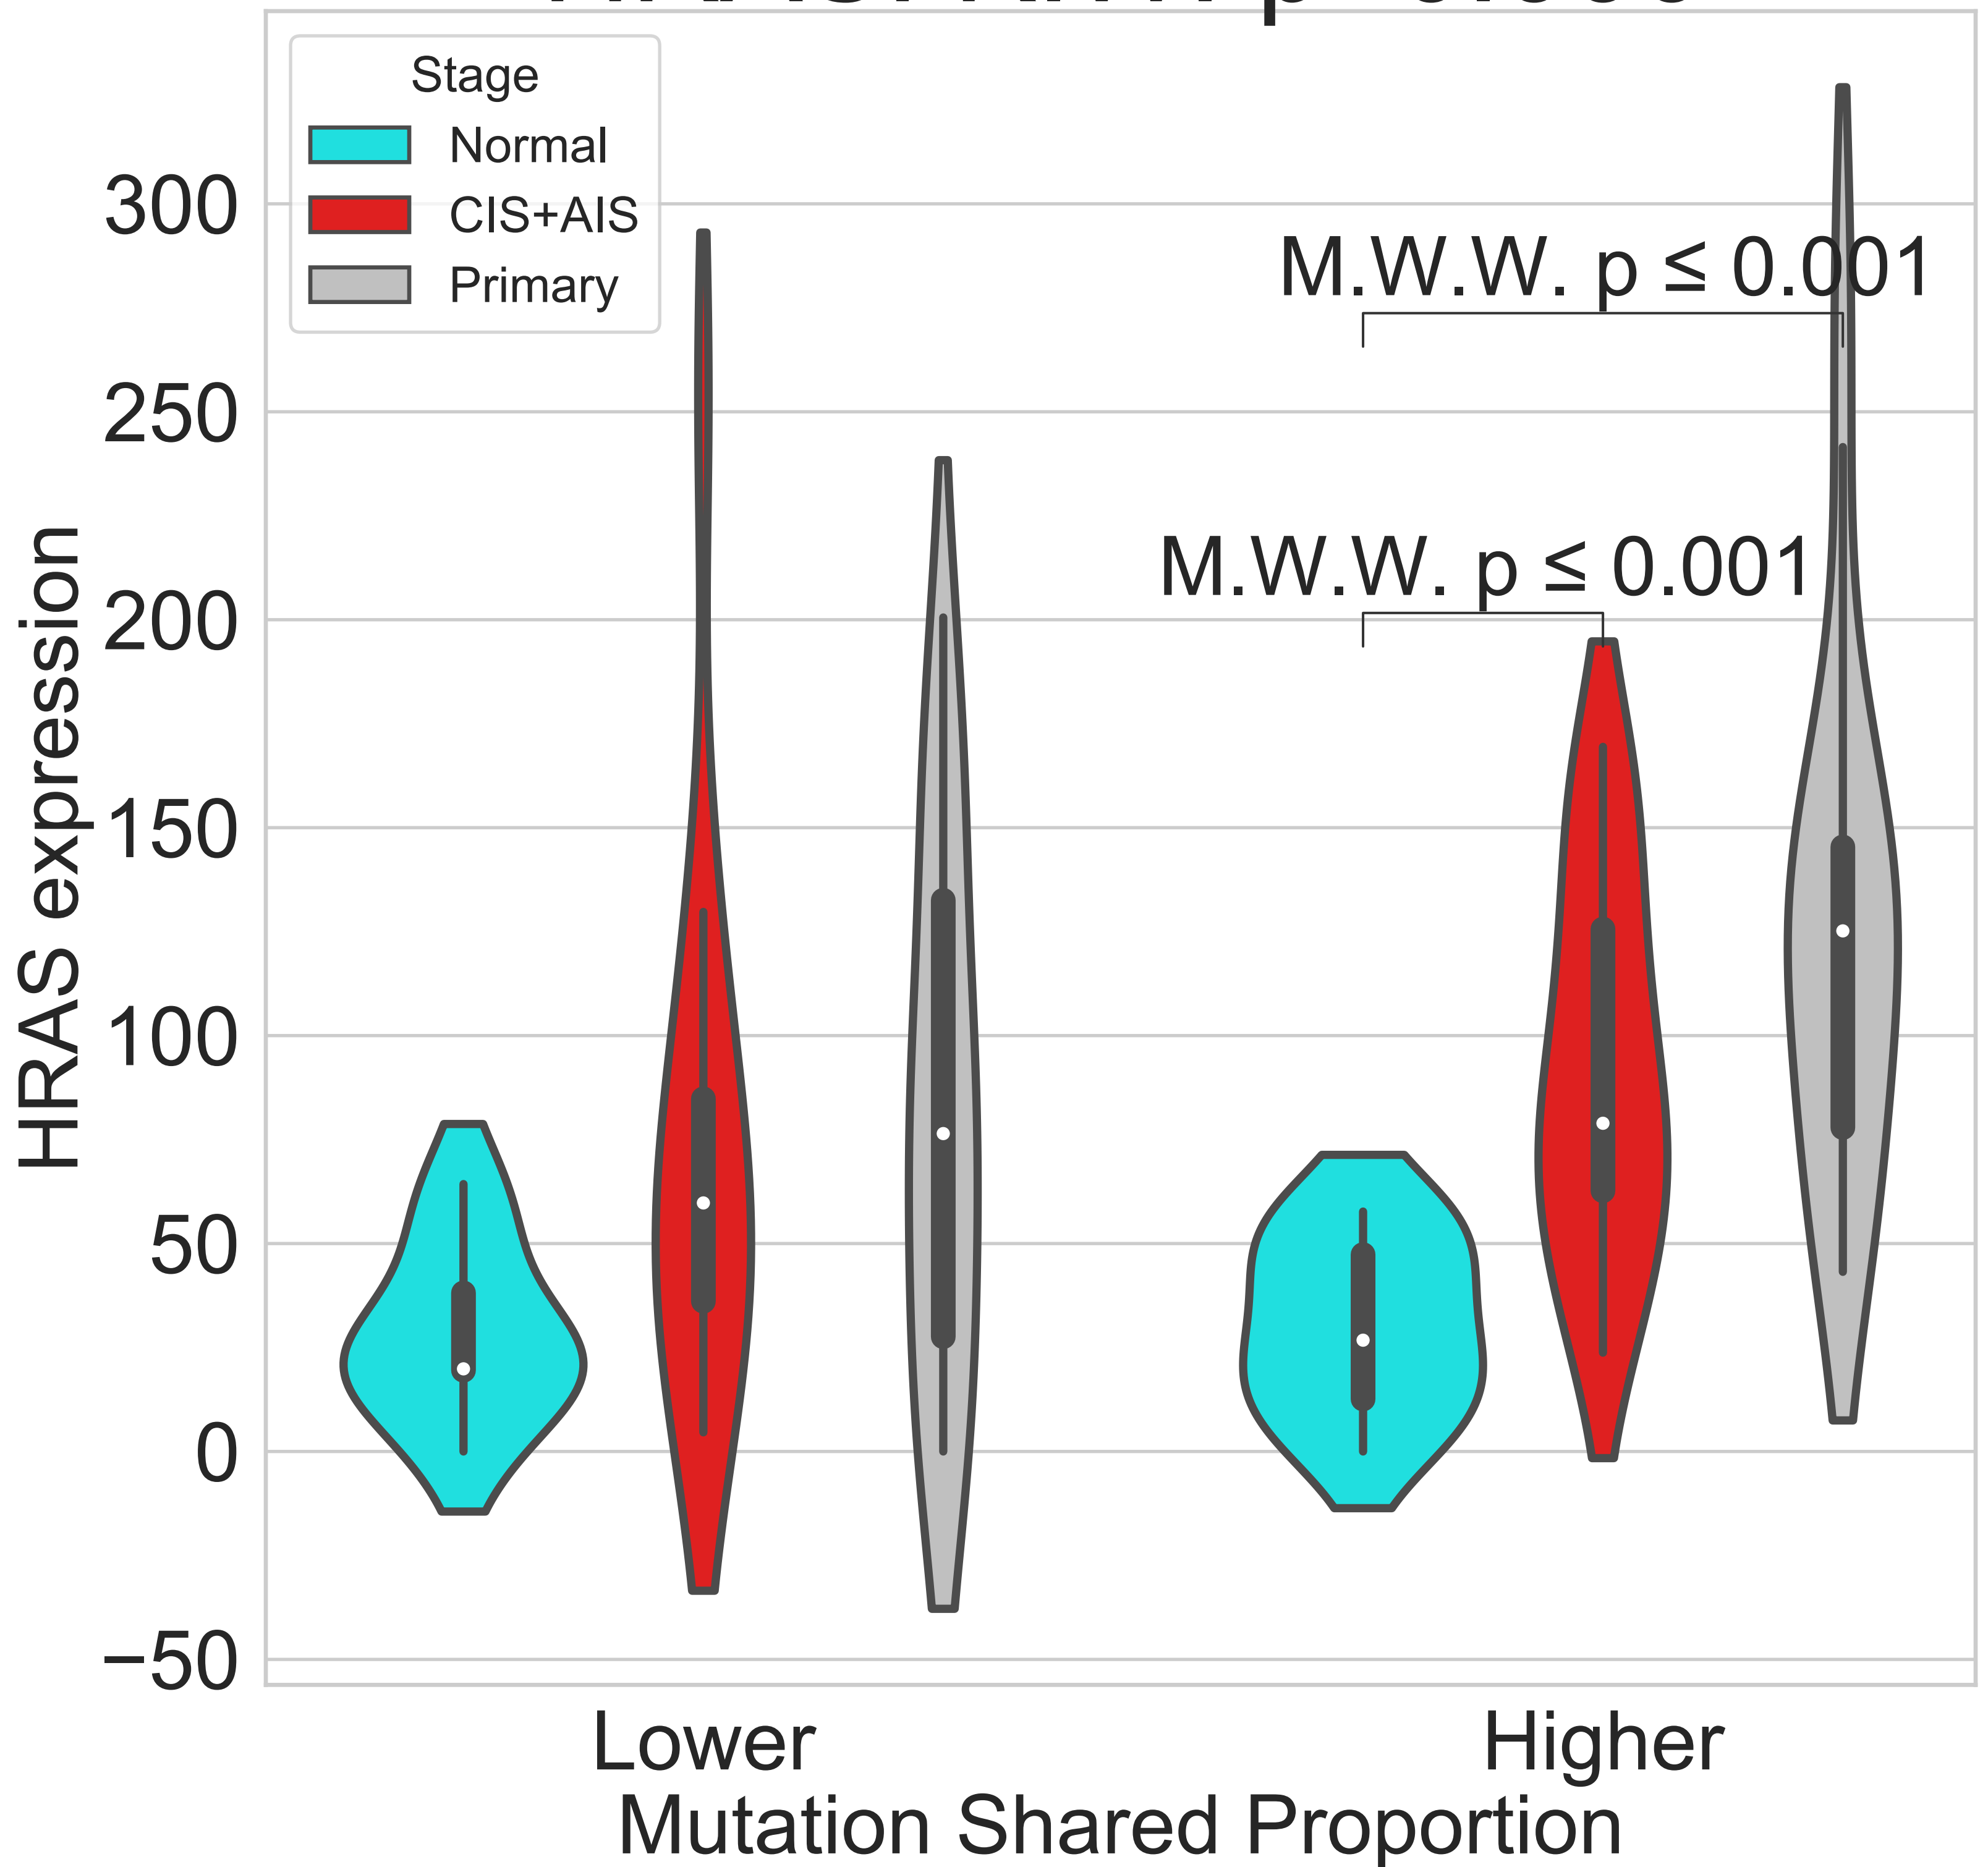 Stage
Normal
CIS+AIS
Primary
M.W.W. p ≤ 0.001
M.W.W. p ≤ 0.001
HRAS expression
300
250
200
150
100
50
0
−50
Lower
Higher
Mutation Shared Proportion